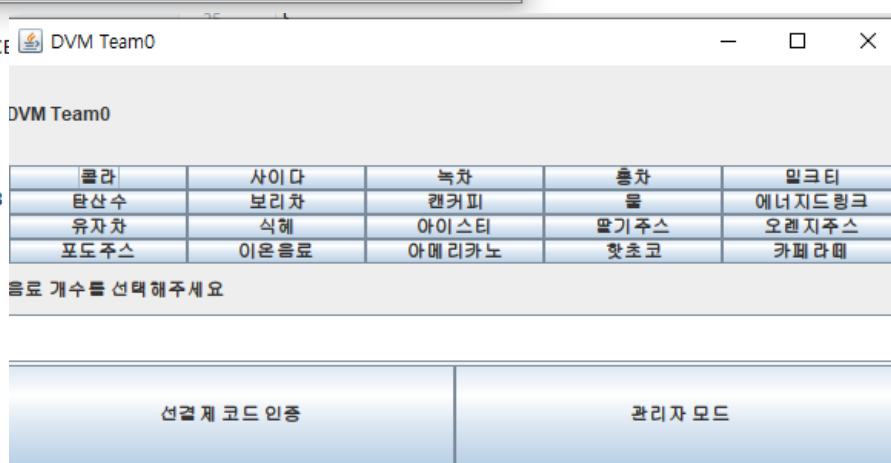 DVM Team0
DVM Team0
콜라 사이다 녹차 홍차 밀크티
탄산수 보리차 캔커피 물 에너지드링크
유자차 식혜 아이스티 딸기주스 오렌지주스
포도주스 이온음료 아메리카노 핫초코 카페라떼
음료 개수를 선택해주세요
선결제 코드 인증 관리자 모드